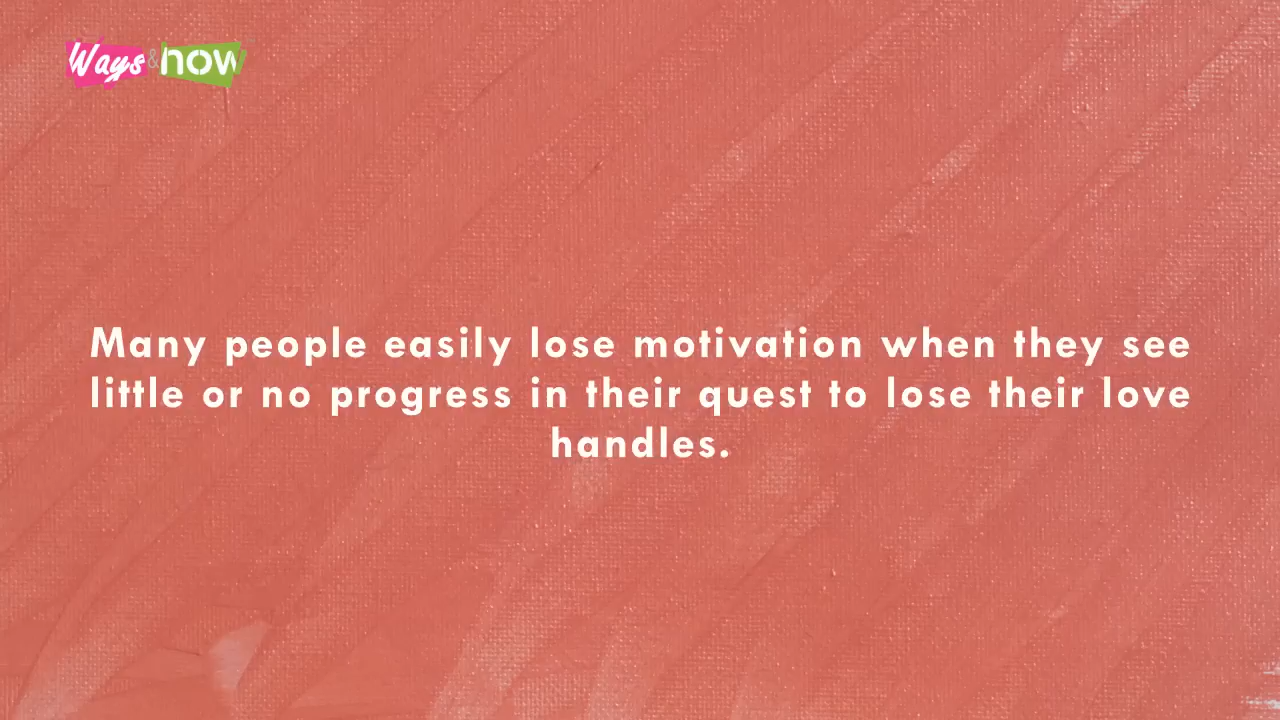 Ways & how
Many people easily lose motivation when they see
little or no progress in their quest to lose their love
handles.